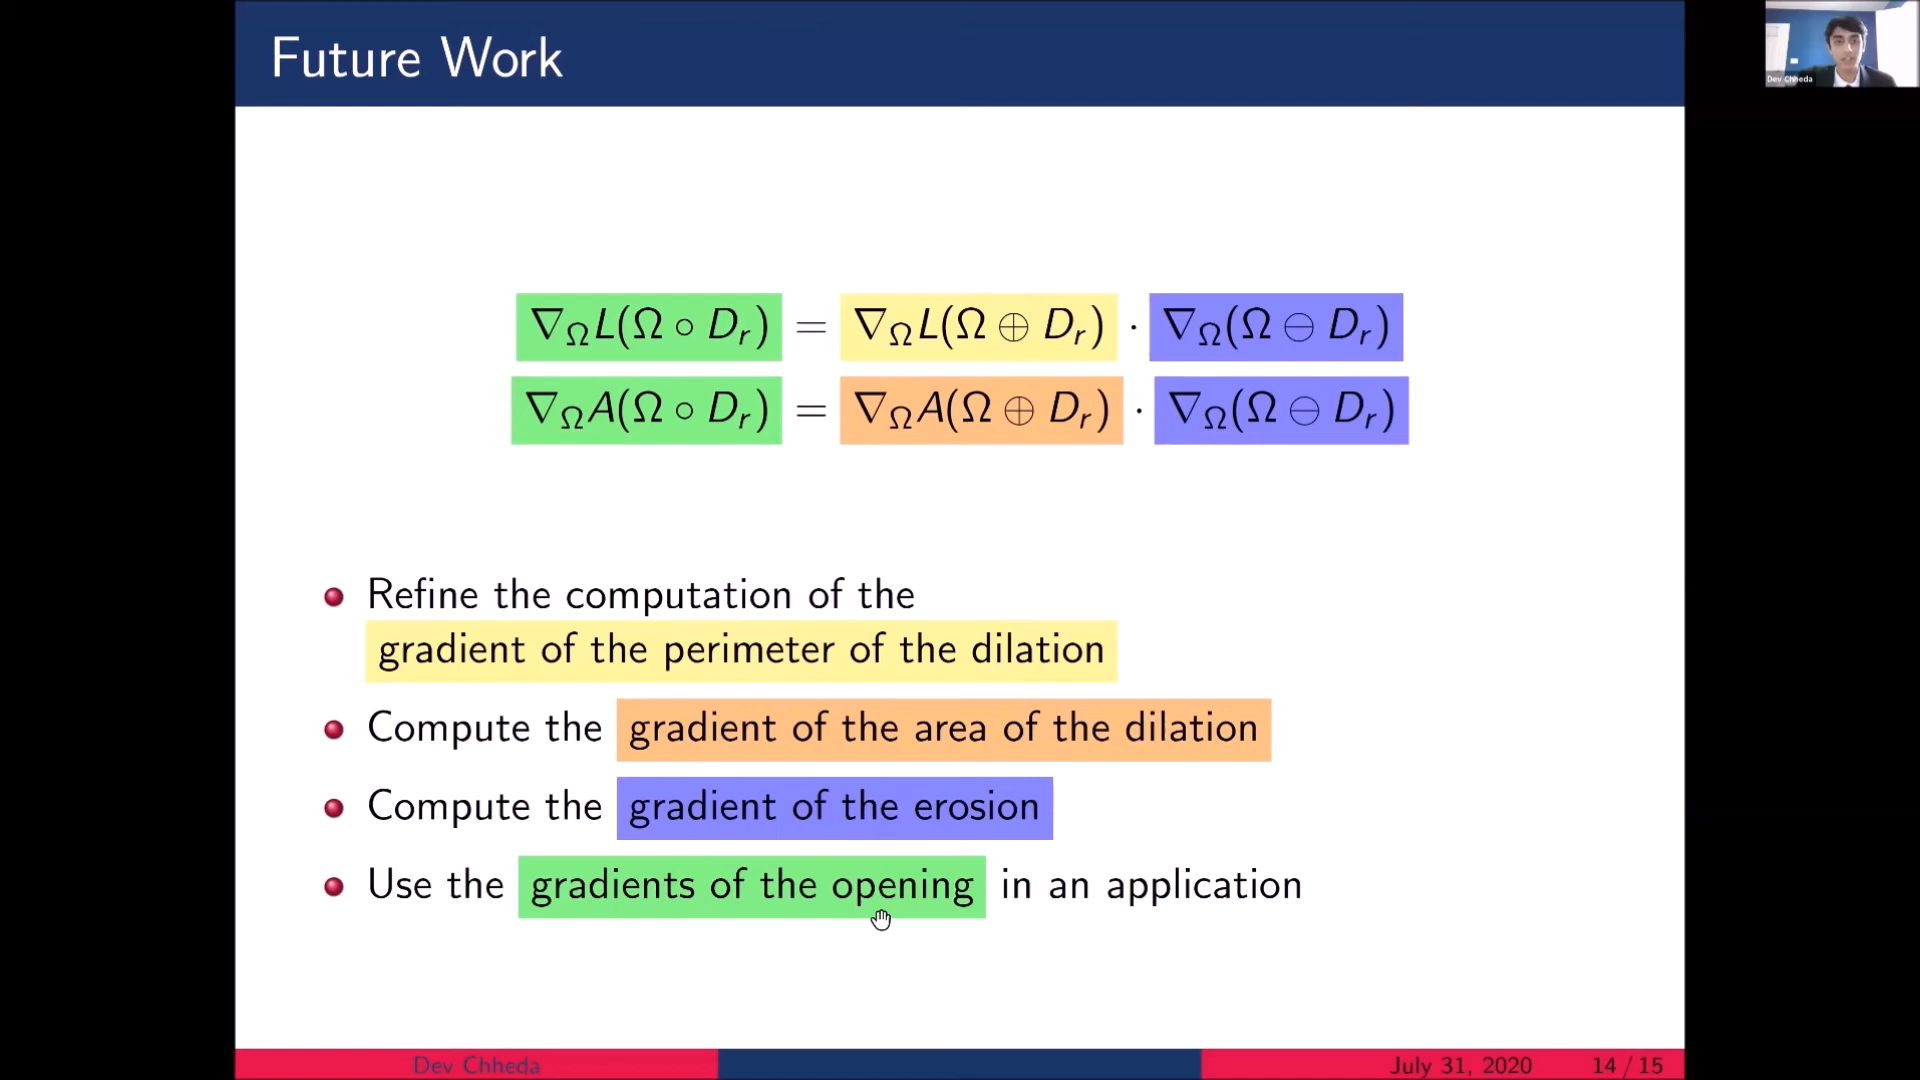 Future Work
Dev Chheda
∇ΩL(Ω ∘ Dr) = ∇ΩL(Ω ⊕ Dr) · ∇Ω(Ω ⊖ Dr)
∇ΩA(Ω ∘ Dr) = ∇ΩA(Ω ⊕ Dr) · ∇Ω(Ω ⊖ Dr)
Refine the computation of the
gradient of the perimeter of the dilation
Compute the gradient of the area of the dilation
Compute the gradient of the erosion
Use the gradients of the opening in an application
Dev Chheda July 31, 2020 14 / 15